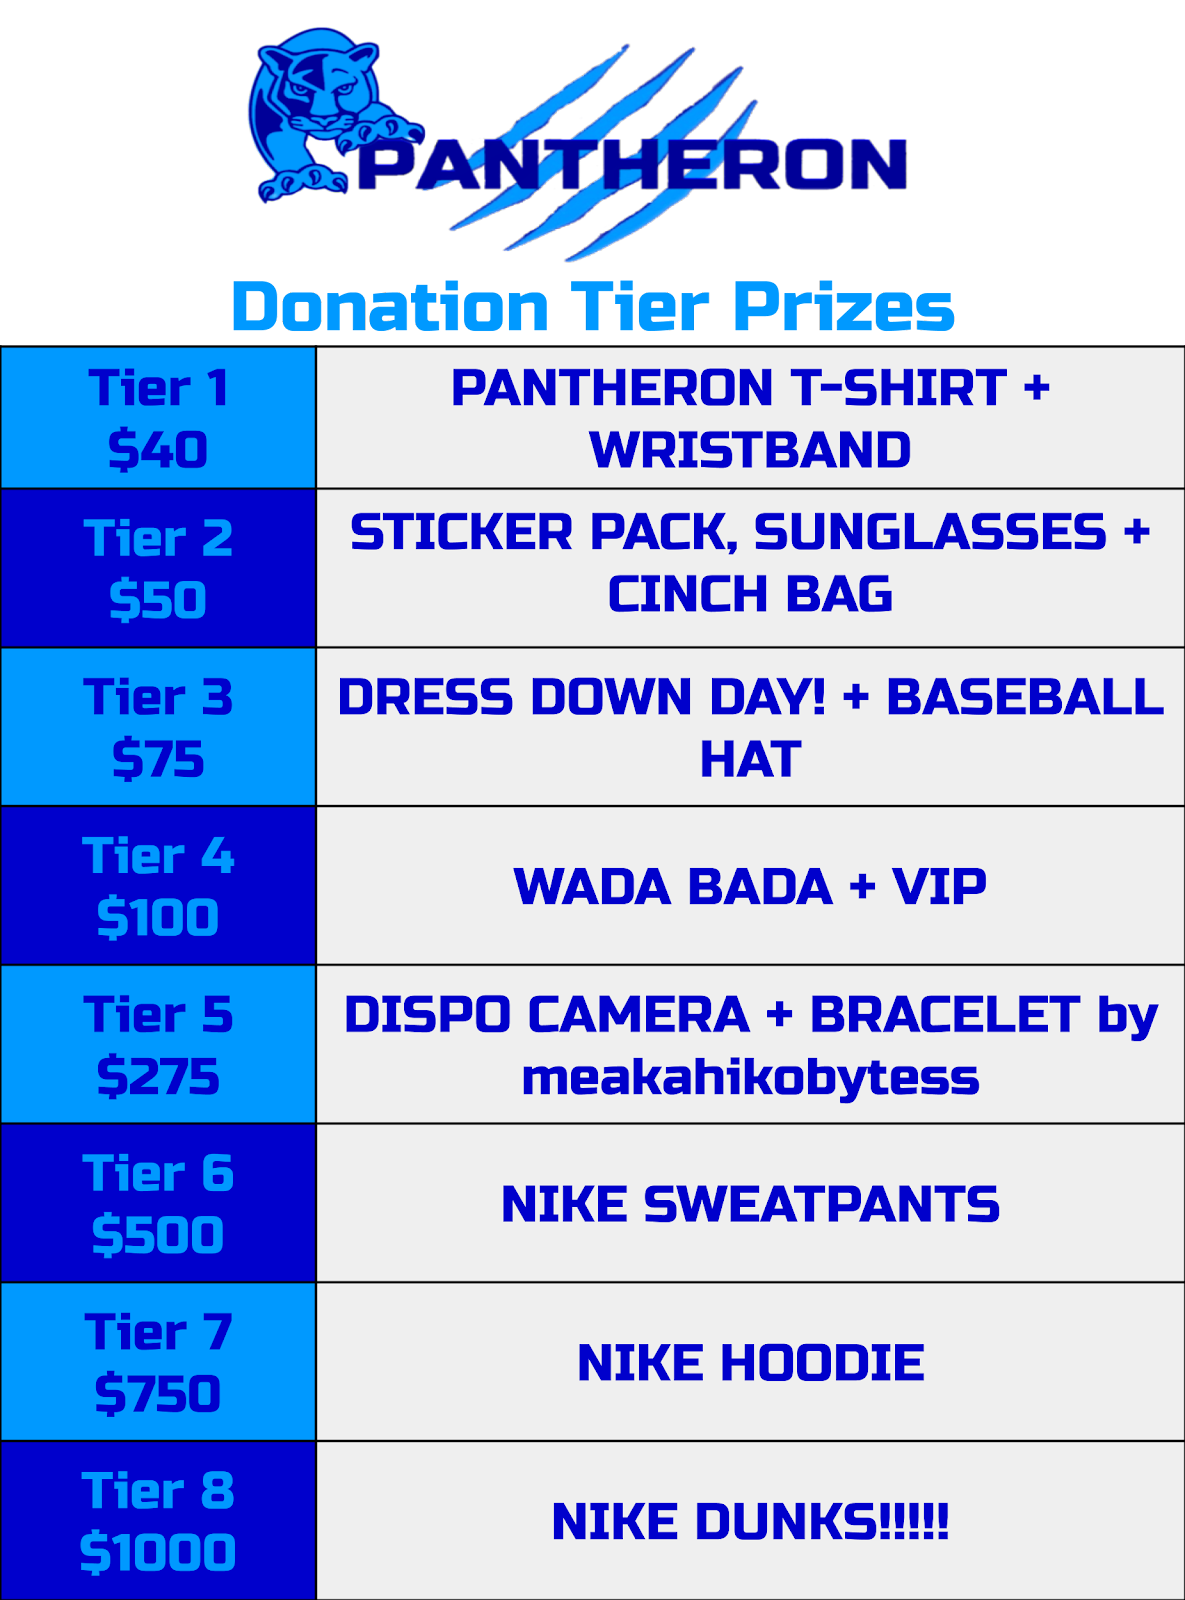 PANTHERON
Donation Tier Prizes
Tier 1
$40
PANTHERON T-SHIRT +
WRISTBAND
Tier 2
$50
STICKER PACK, SUNGLASSES +
CINCH BAG
Tier 3
$75
DRESS DOWN DAY! + BASEBALL
HAT
Tier 4
$100
WADA BADA + VIP
Tier 5
$275
DISPO CAMERA + BRACELET by
meakahikobytess
Tier 6
$500
NIKE SWEATPANTS
Tier 7
$750
NIKE HOODIE
Tier 8
$1000
NIKE DUNKS!!!!!